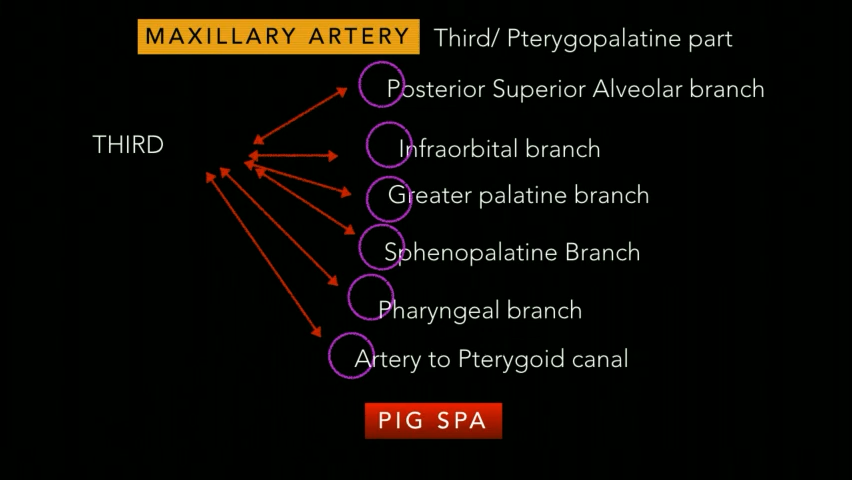 MAXILLARY ARTERY Third/ Pterygopalatine part
Posterior Superior Alveolar branch
THIRD
Infraorbital branch
Greater palatine branch
Sphenopalatine Branch
Pharyngeal branch
Artery to Pterygoid canal
PIG SPA